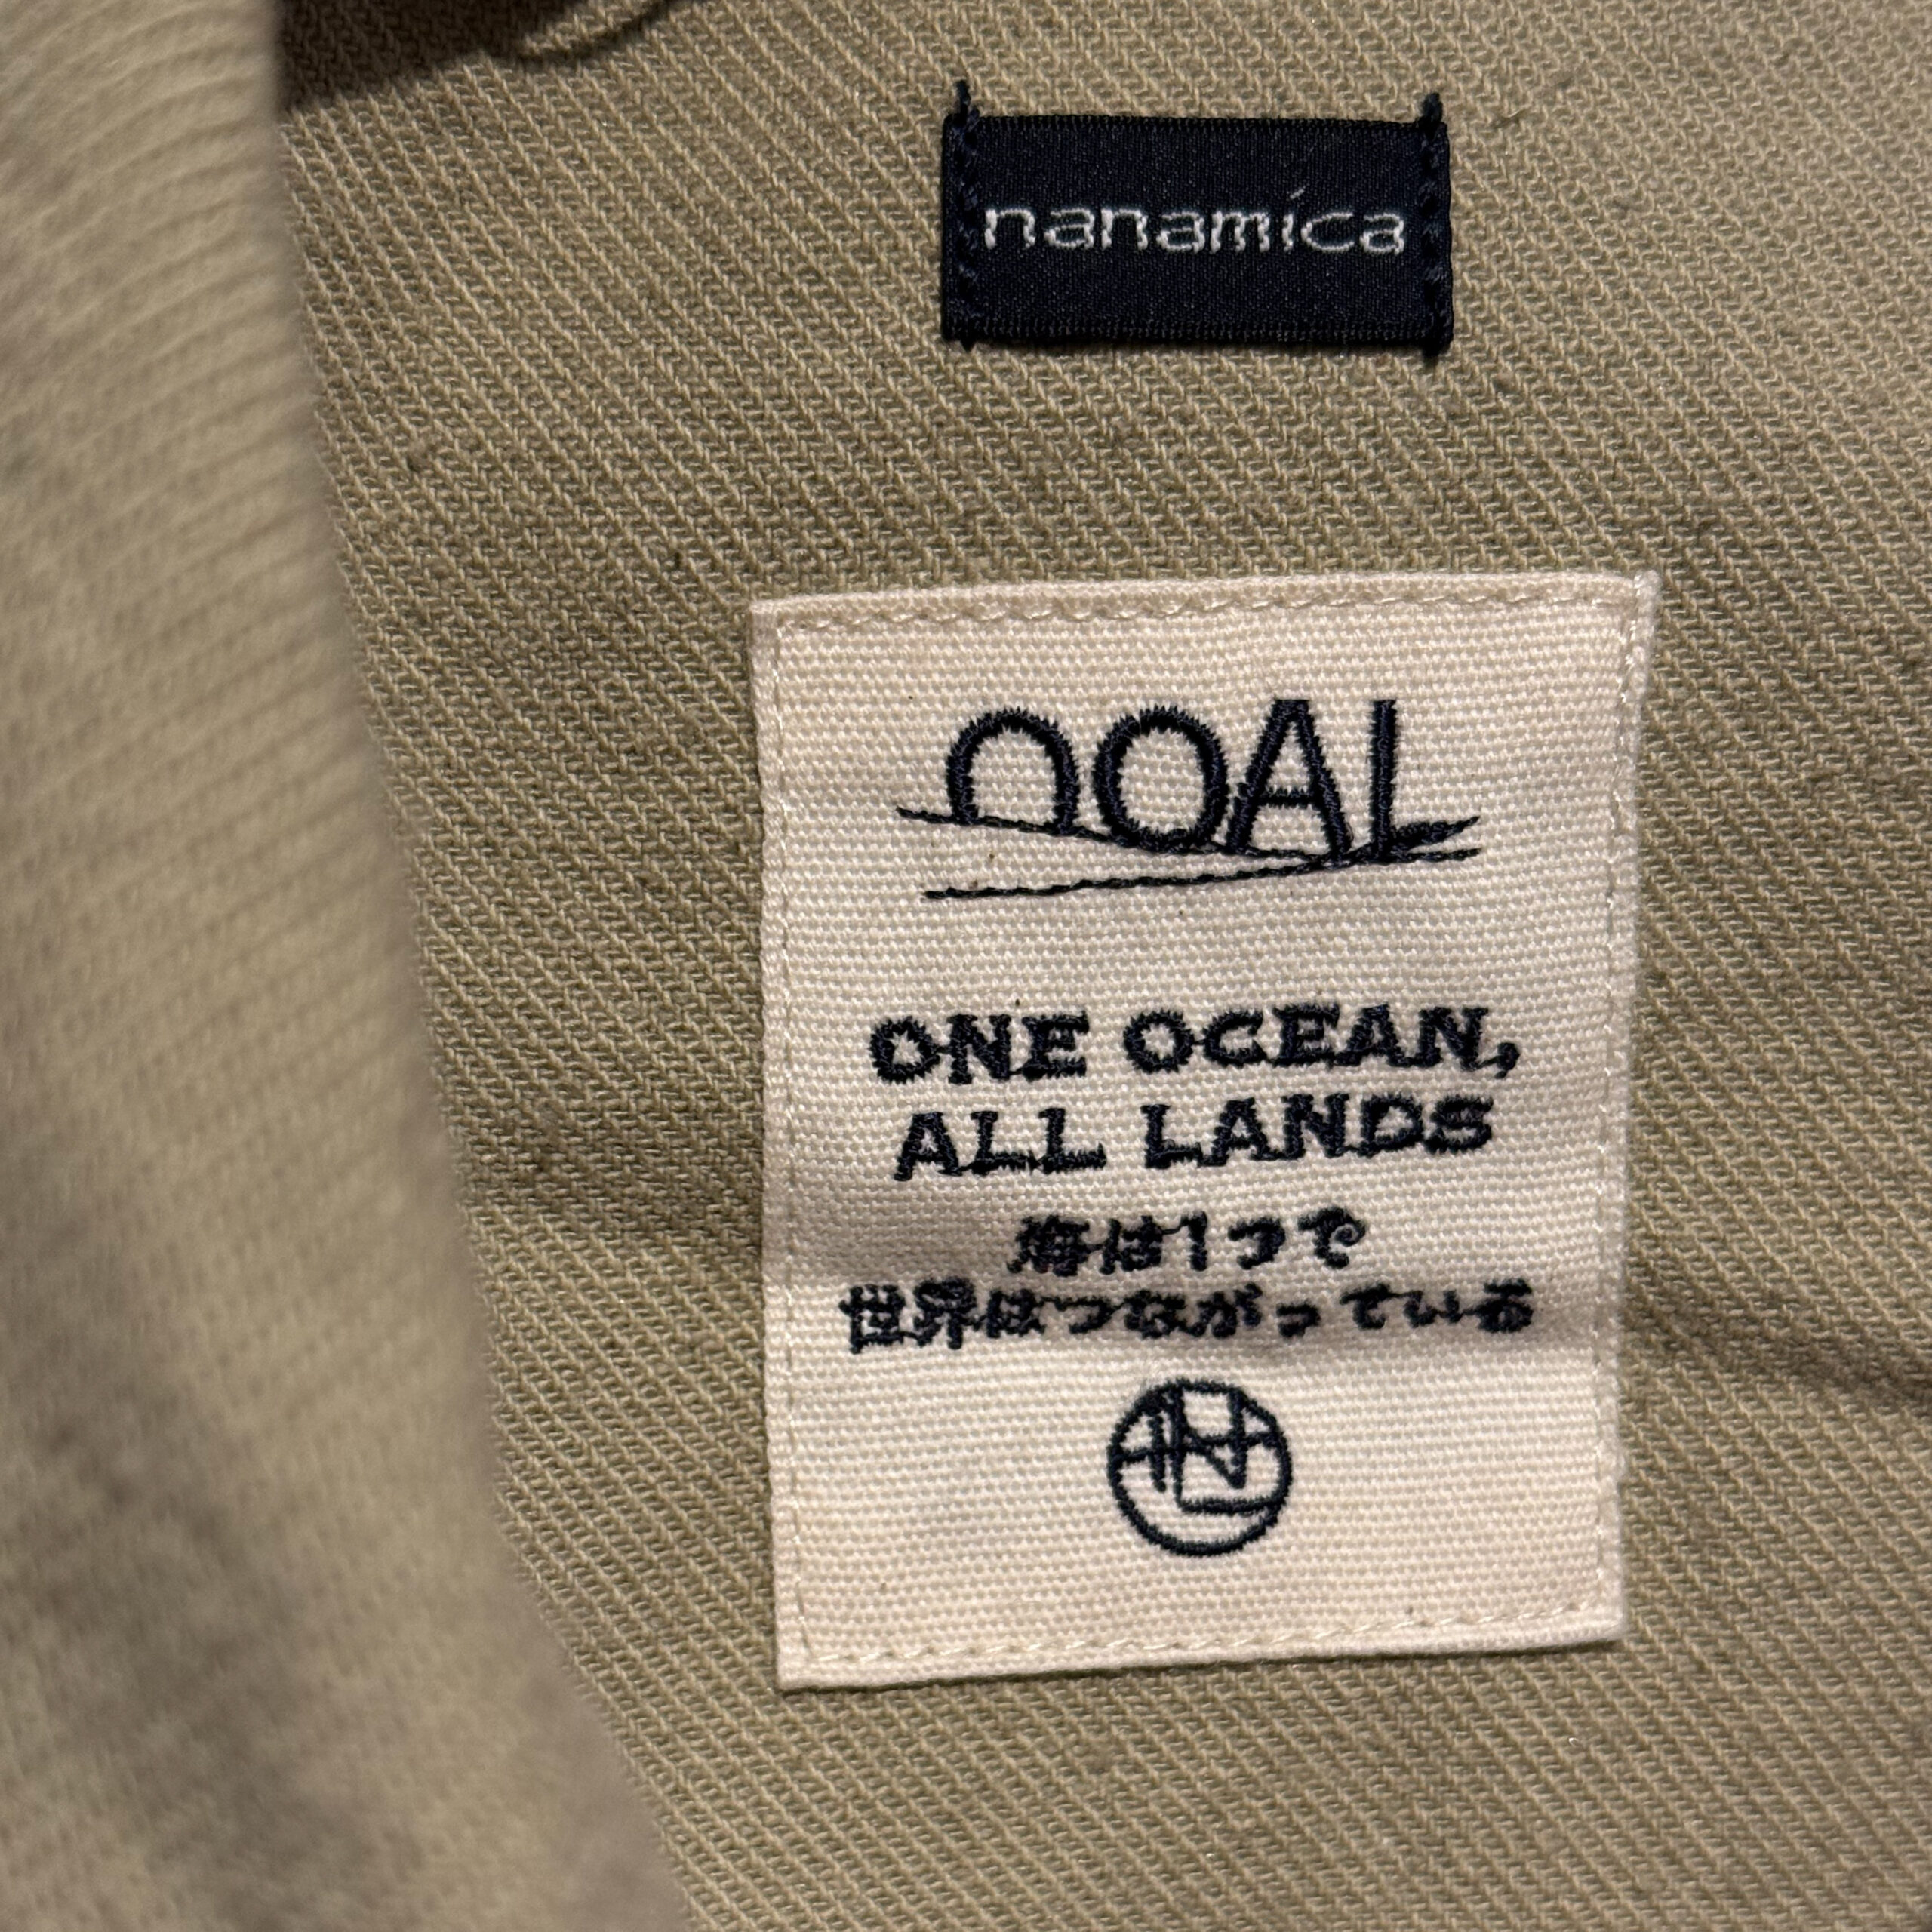 nanamica
OOAL
ONE OCEAN,
ALL LANDS
海は1つで
世界はつながっている